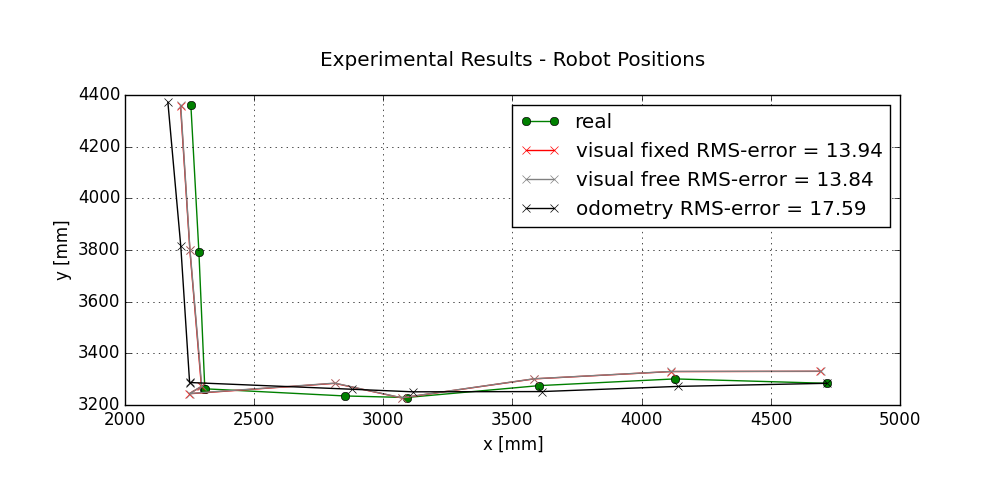 Experimental Results - Robot Positions
real
visual fixed RMS-error = 13.94
visual free RMS-error = 13.84
odometry RMS-error = 17.59
y [mm]
4400
4200
4000
3800
3600
3400
3200
2000 2500 3000 3500 4000 4500 5000
x [mm]